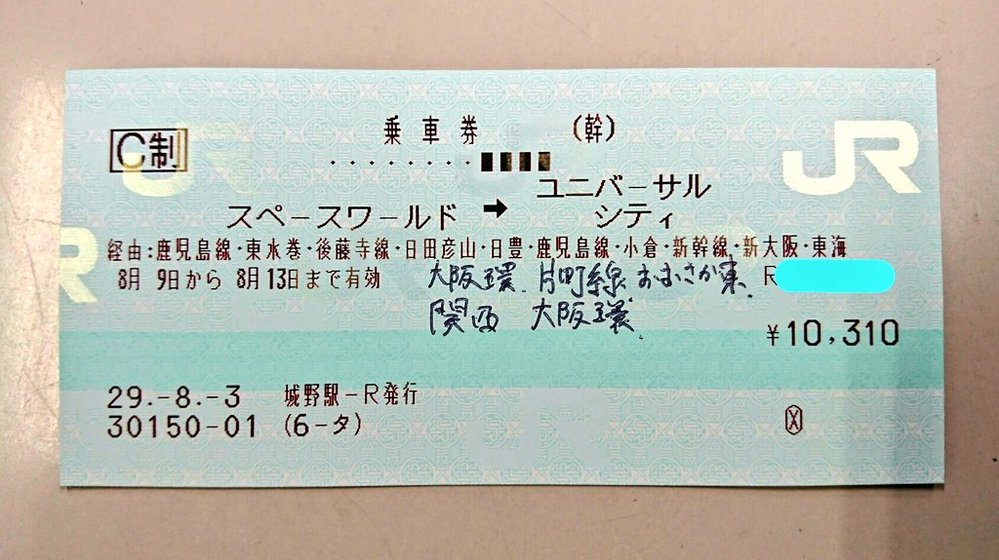 C制 乗車券 (幹)
JR
ユニバーサル
スペースワールド → シティ
経由:鹿児島線・東水巻・後藤寺線・日田彦山・日豊・鹿児島線・小倉・新幹線・新大阪・東海
8月 9日から 8月13日まで有効 大阪環. 片町線 おおさか東. R
関西 大阪環.
¥10,310
29.-8.-3 城野駅-R発行
30150-01 (6-タ)